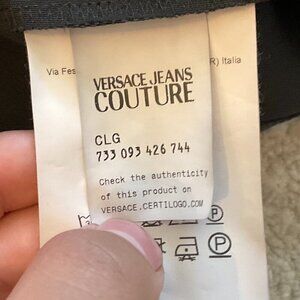 Via Fes
R) Italia
VERSACE JEANS
COUTURE
CLG
733 093 426 744
Check the authenticity
of this product on
VERSACE.CERTILOGO.COM
P
P